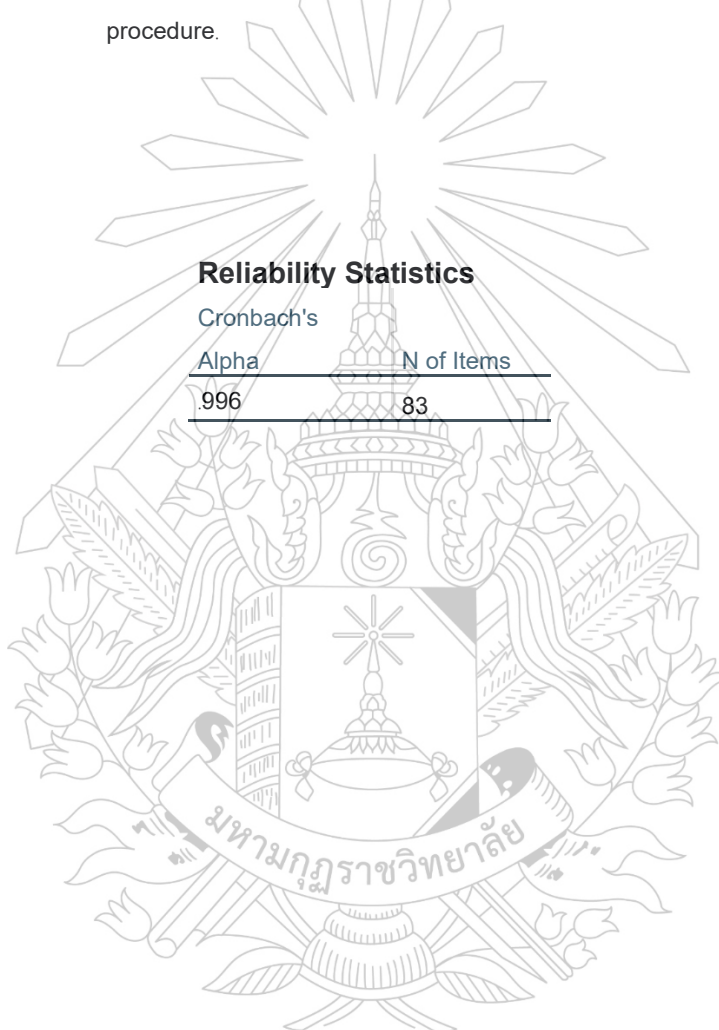 procedure.
Reliability Statistics
Cronbach's
Alpha N of Items
.996 83
มหามกุฏราชวิทยาลัย